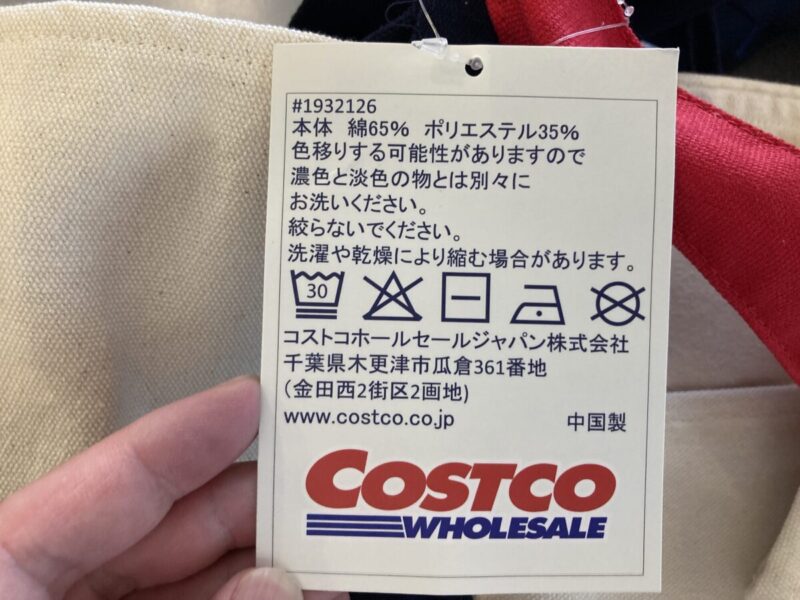 #1932126
本体 綿65% ポリエステル35%
色移りする可能性がありますので
濃色と淡色の物とは別々に
お洗いください。
絞らないでください。
洗濯や乾燥により縮む場合があります。
30
コストコホールセールジャパン株式会社
千葉県木更津市瓜倉361番地
(金田西2街区2画地)
www.costco.co.jp 中国製
COSTCO
WHOLESALE